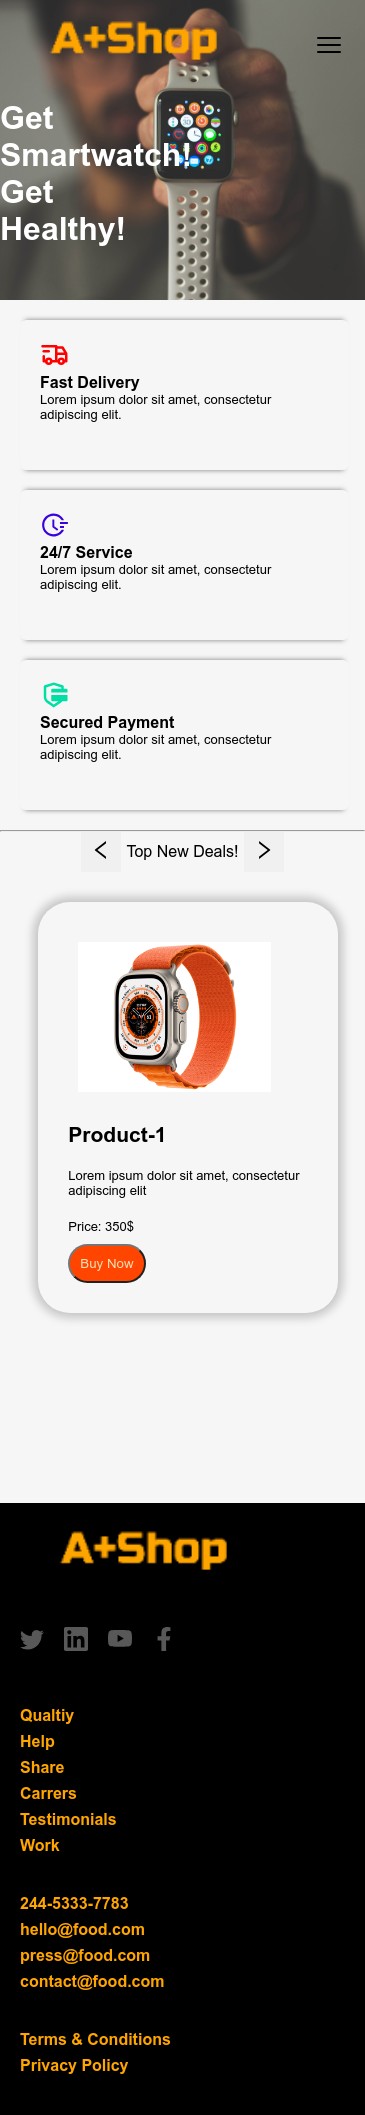 A+Shop
Get
Smartwatch!
Get
Healthy!
Fast Delivery
Lorem ipsum dolor sit amet, consectetur
adipiscing elit.
24/7 Service
Lorem ipsum dolor sit amet, consectetur
adipiscing elit.
Secured Payment
Lorem ipsum dolor sit amet, consectetur
adipiscing elit.
< Top New Deals! >
Product-1
Lorem ipsum dolor sit amet, consectetur
adipiscing elit
Price: 350$
Buy Now
A+Shop
Qualtiy
Help
Share
Carrers
Testimonials
Work
244-5333-7783
hello@food.com
press@food.com
contact@food.com
Terms & Conditions
Privacy Policy